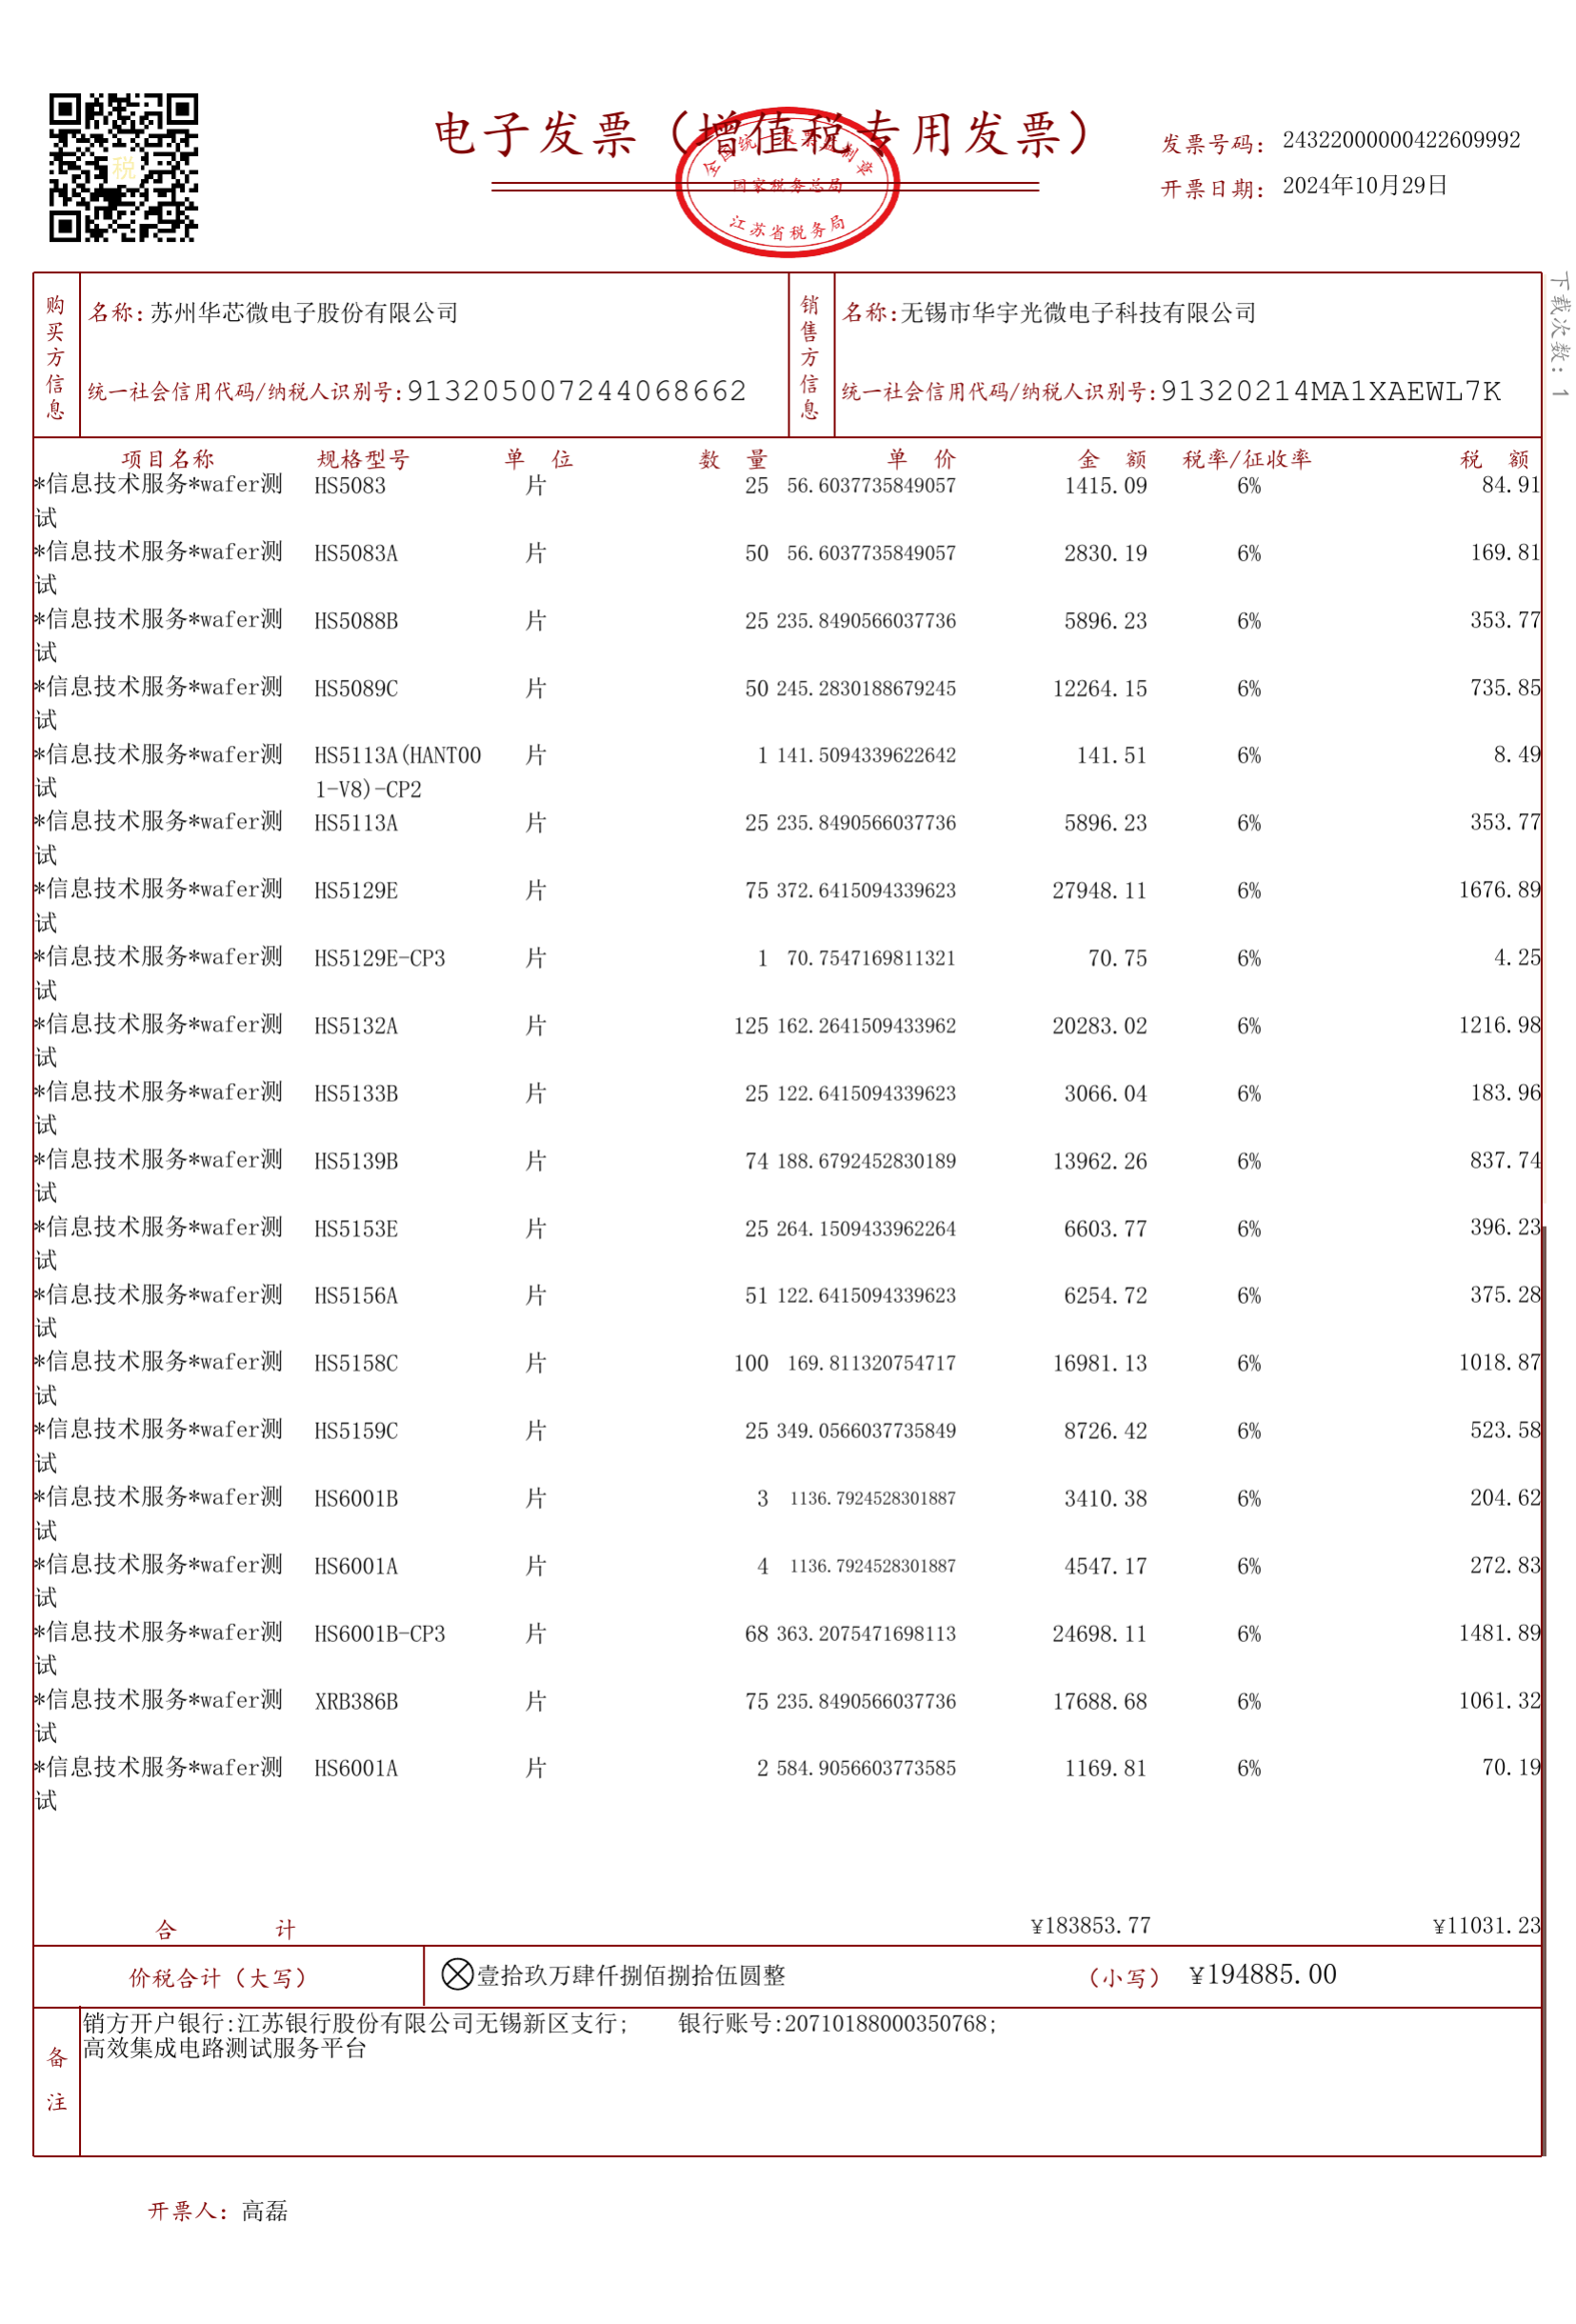 电子发票（增值税专用发票）
全国统一发票监制章
国家税务总局
江苏省税务局
税
发票号码：24322000000422609992
开票日期：2024年10月29日
下载次数：1
购买方信息
名称：苏州华芯微电子股份有限公司
统一社会信用代码/纳税人识别号：913205007244068662
销售方信息
名称：无锡市华宇光微电子科技有限公司
统一社会信用代码/纳税人识别号：91320214MA1XAEWL7K
项目名称 规格型号 单 位 数 量 单 价 金 额 税率/征收率 税 额
*信息技术服务*wafer测 HS5083 片 25 56.6037735849057 1415.09 6% 84.91
试
*信息技术服务*wafer测 HS5083A 片 50 56.6037735849057 2830.19 6% 169.81
试
*信息技术服务*wafer测 HS5088B 片 25 235.8490566037736 5896.23 6% 353.77
试
*信息技术服务*wafer测 HS5089C 片 50 245.2830188679245 12264.15 6% 735.85
试
*信息技术服务*wafer测 HS5113A(HANT00 片 1 141.5094339622642 141.51 6% 8.49
试 1-V8)-CP2
*信息技术服务*wafer测 HS5113A 片 25 235.8490566037736 5896.23 6% 353.77
试
*信息技术服务*wafer测 HS5129E 片 75 372.6415094339623 27948.11 6% 1676.89
试
*信息技术服务*wafer测 HS5129E-CP3 片 1 70.7547169811321 70.75 6% 4.25
试
*信息技术服务*wafer测 HS5132A 片 125 162.2641509433962 20283.02 6% 1216.98
试
*信息技术服务*wafer测 HS5133B 片 25 122.6415094339623 3066.04 6% 183.96
试
*信息技术服务*wafer测 HS5139B 片 74 188.6792452830189 13962.26 6% 837.74
试
*信息技术服务*wafer测 HS5153E 片 25 264.1509433962264 6603.77 6% 396.23
试
*信息技术服务*wafer测 HS5156A 片 51 122.6415094339623 6254.72 6% 375.28
试
*信息技术服务*wafer测 HS5158C 片 100 169.811320754717 16981.13 6% 1018.87
试
*信息技术服务*wafer测 HS5159C 片 25 349.0566037735849 8726.42 6% 523.58
试
*信息技术服务*wafer测 HS6001B 片 3 1136.7924528301887 3410.38 6% 204.62
试
*信息技术服务*wafer测 HS6001A 片 4 1136.7924528301887 4547.17 6% 272.83
试
*信息技术服务*wafer测 HS6001B-CP3 片 68 363.2075471698113 24698.11 6% 1481.89
试
*信息技术服务*wafer测 XRB386B 片 75 235.8490566037736 17688.68 6% 1061.32
试
*信息技术服务*wafer测 HS6001A 片 2 584.9056603773585 1169.81 6% 70.19
试
合 计 ¥183853.77 ¥11031.23
价税合计（大写） 壹拾玖万肆仟捌佰捌拾伍圆整 （小写） ¥194885.00
备注
销方开户银行:江苏银行股份有限公司无锡新区支行; 银行账号:20710188000350768;
高效集成电路测试服务平台
开票人：高磊